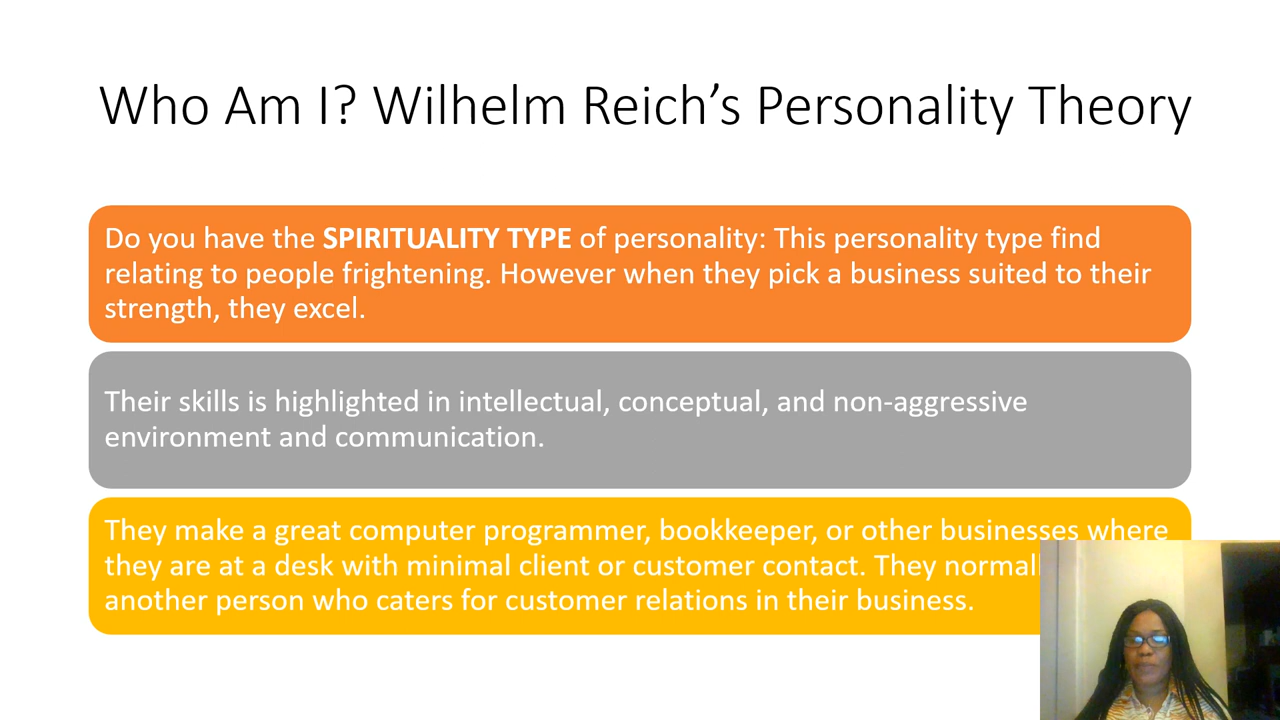 Who Am I? Wilhelm Reich’s Personality Theory
Do you have the SPIRITUALITY TYPE of personality: This personality type find
relating to people frightening. However when they pick a business suited to their
strength, they excel.
Their skills is highlighted in intellectual, conceptual, and non-aggressive
environment and communication.
They make a great computer programmer, bookkeeper, or other businesses where
they are at a desk with minimal client or customer contact. They
another person who caters for customer relations in their business.